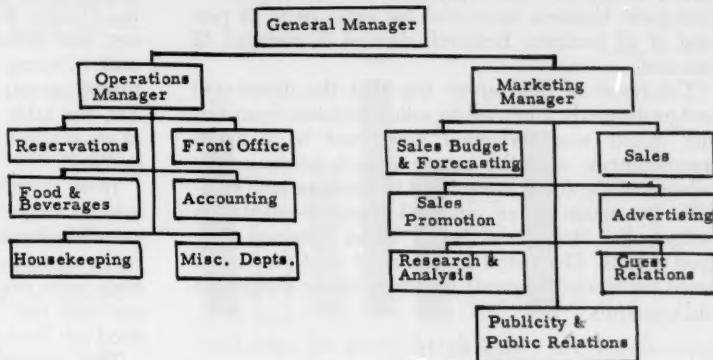 General Manager
Operations
Manager
Marketing
Manager
Reservations
Front Office
Sales Budget
& Forecasting
Sales
Food &
Beverages
Accounting
Sales
Promotion
Advertising
Housekeeping
Misc. Depts.
Research &
Analysis
Guest
Relations
Publicity &
Public Relations